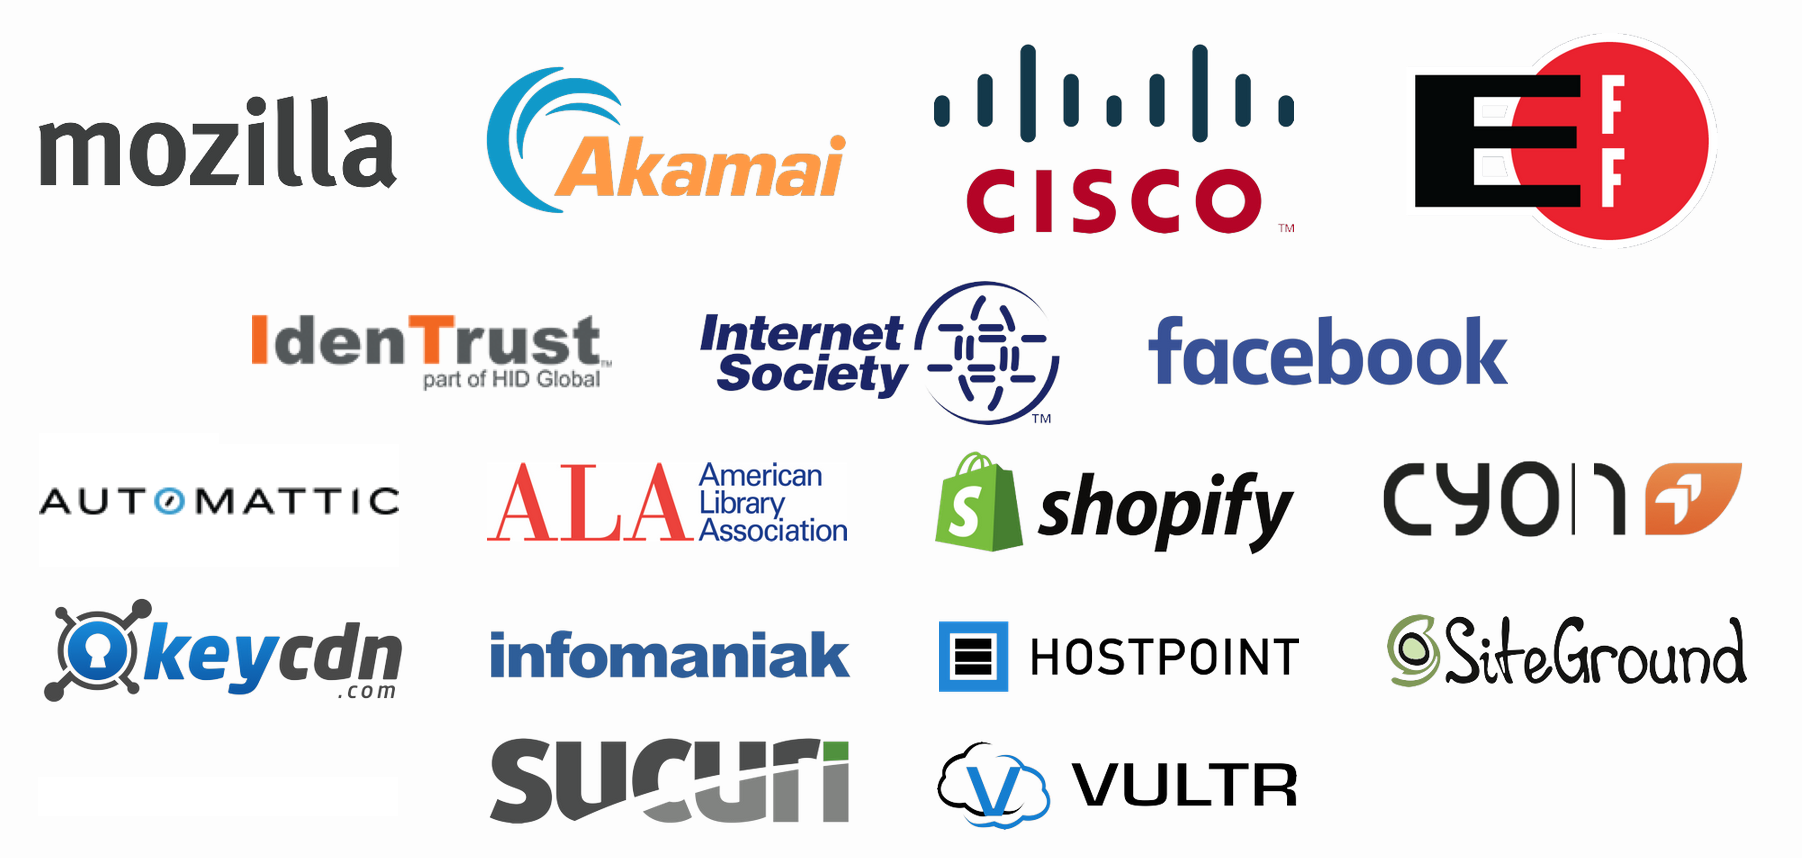 mozilla
Akamai
CISCO TM
E F F
IdenTrust TM
part of HID Global
Internet
Society TM
facebook
AUTOMATTIC
ALA American
Library
Association
S shopify
cyon
keycdn
.com
infomaniak
HOSTPOINT
SiteGround
sucuri
V VULTR